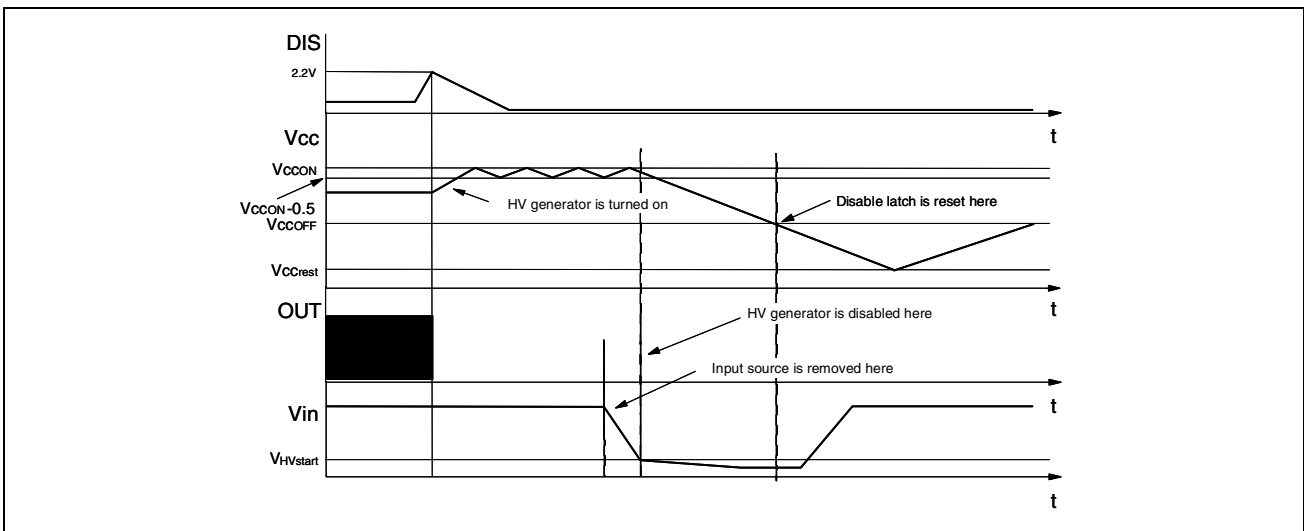 DIS
2.2V
t
Vcc
VCCON
VCCON-0.5
HV generator is turned on
Disable latch is reset here
VCCOFF
VCCrest
t
OUT
HV generator is disabled here
Input source is removed here
t
Vin
VHVstart
t